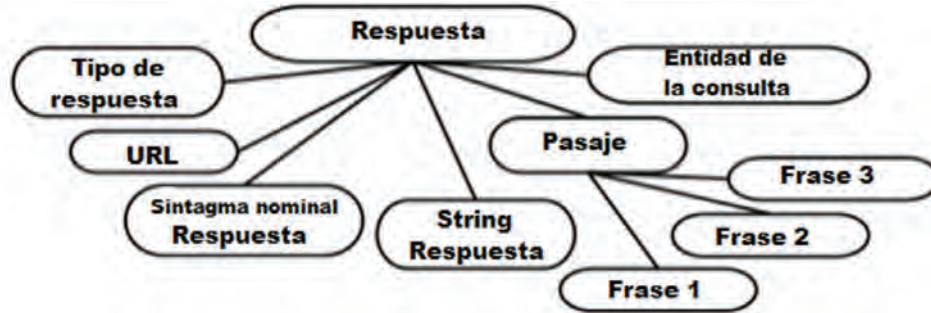 Respuesta
Tipo de
respuesta
Entidad de
la consulta
URL
Pasaje
Sintagma nominal
Respuesta
String
Respuesta
Frase 3
Frase 2
Frase 1